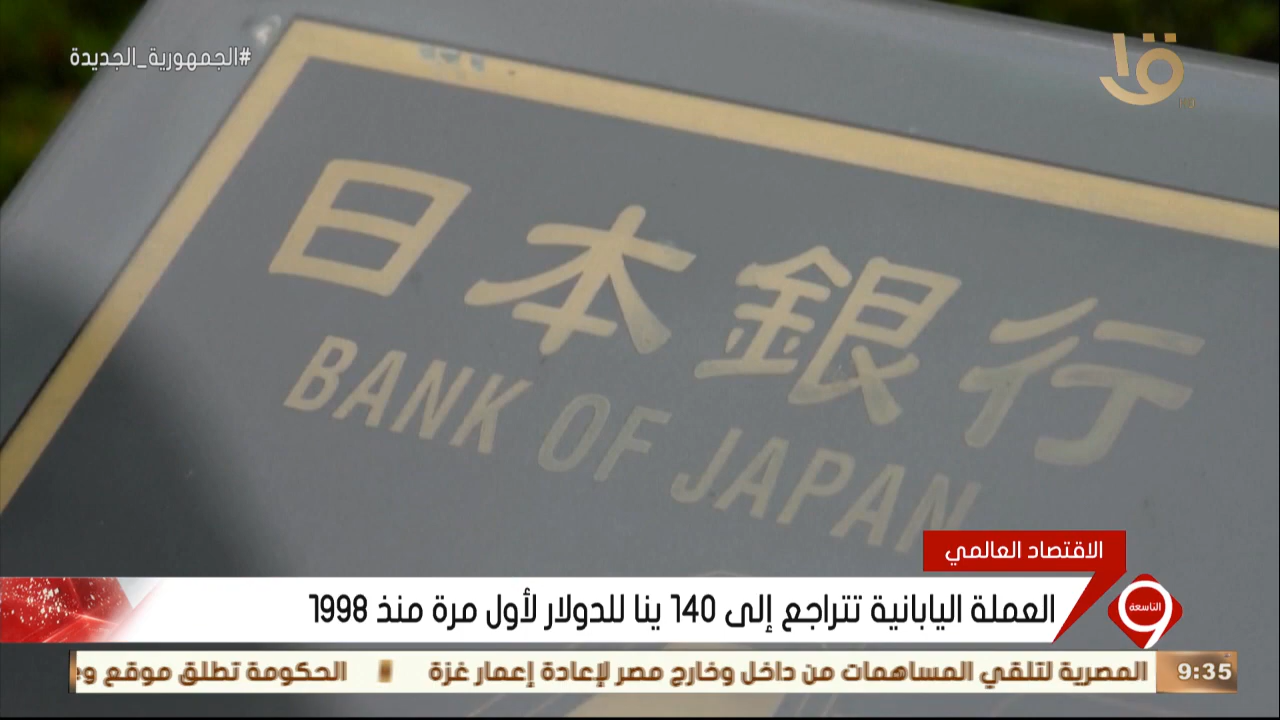 #الجمهورية_الجديدة
日本銀行
BANK OF JAPAN
الاقتصاد العالمي
العملة اليابانية تتراجع إلى 140 ينا للدولار لأول مرة منذ 1998
التاسعة
9:35
المصرية لتلقي المساهمات من داخل وخارج مصر لإعادة إعمار غزة
الحكومة تطلق موقع